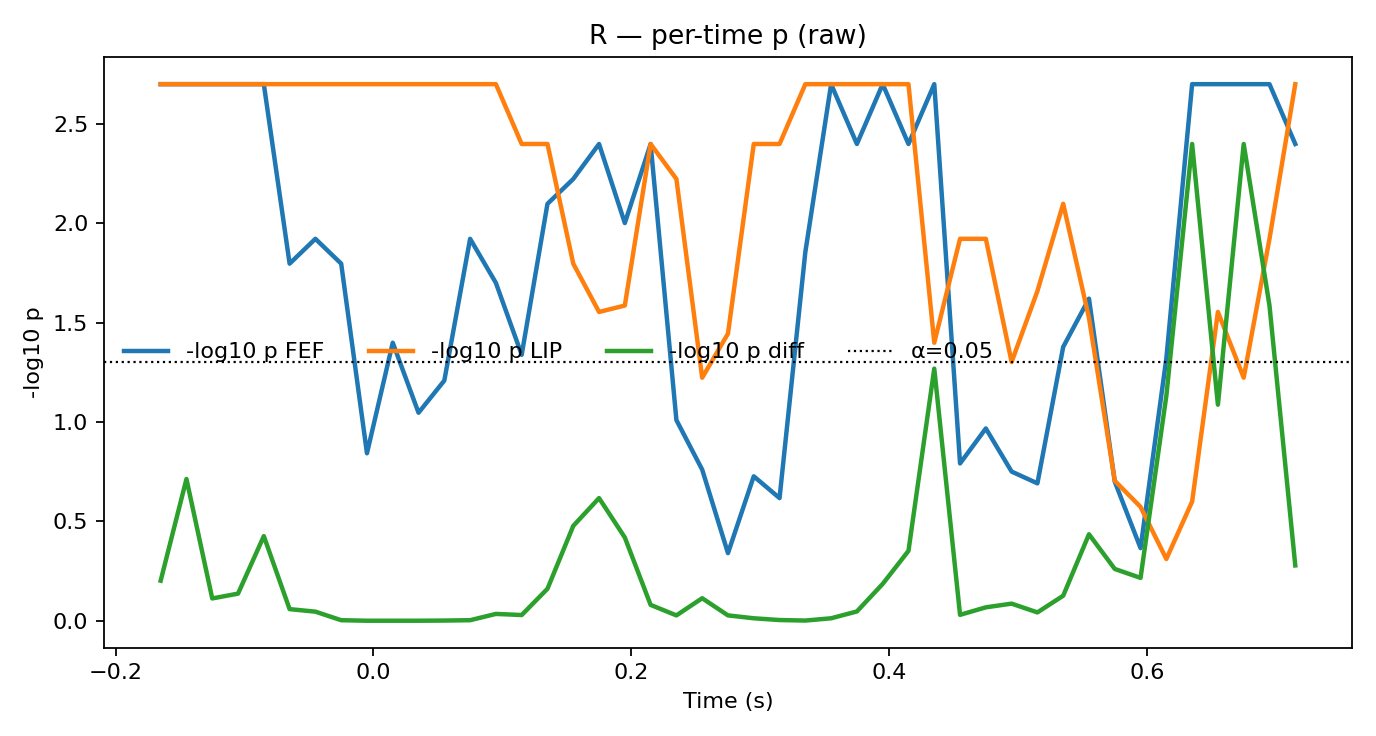 R — per-time p (raw)
-log10 p
2.5
2.0
1.5
1.0
0.5
0.0
-log10 p FEF -log10 p LIP -log10 p diff α=0.05
−0.2 0.0 0.2 0.4 0.6
Time (s)